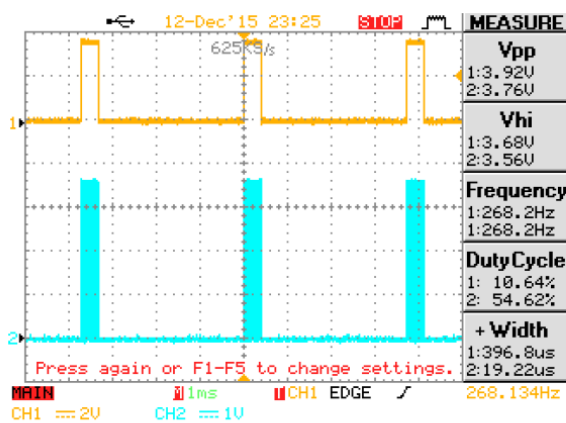 12-Dec'15 23:25 STOP MEASURE
625KS/s
Vpp
1:3.92V
2:3.76V
1
Vhi
1:3.68V
2:3.56V
Frequency
1:268.2Hz
1:268.2Hz
DutyCycle
1: 10.64%
2: 54.62%
2
+ Width
1:396.8us
2:19.22us
Press again or F1-F5 to change settings.
MAIN M 1ms T CH1 EDGE 268.134Hz
CH1 2V CH2 1V